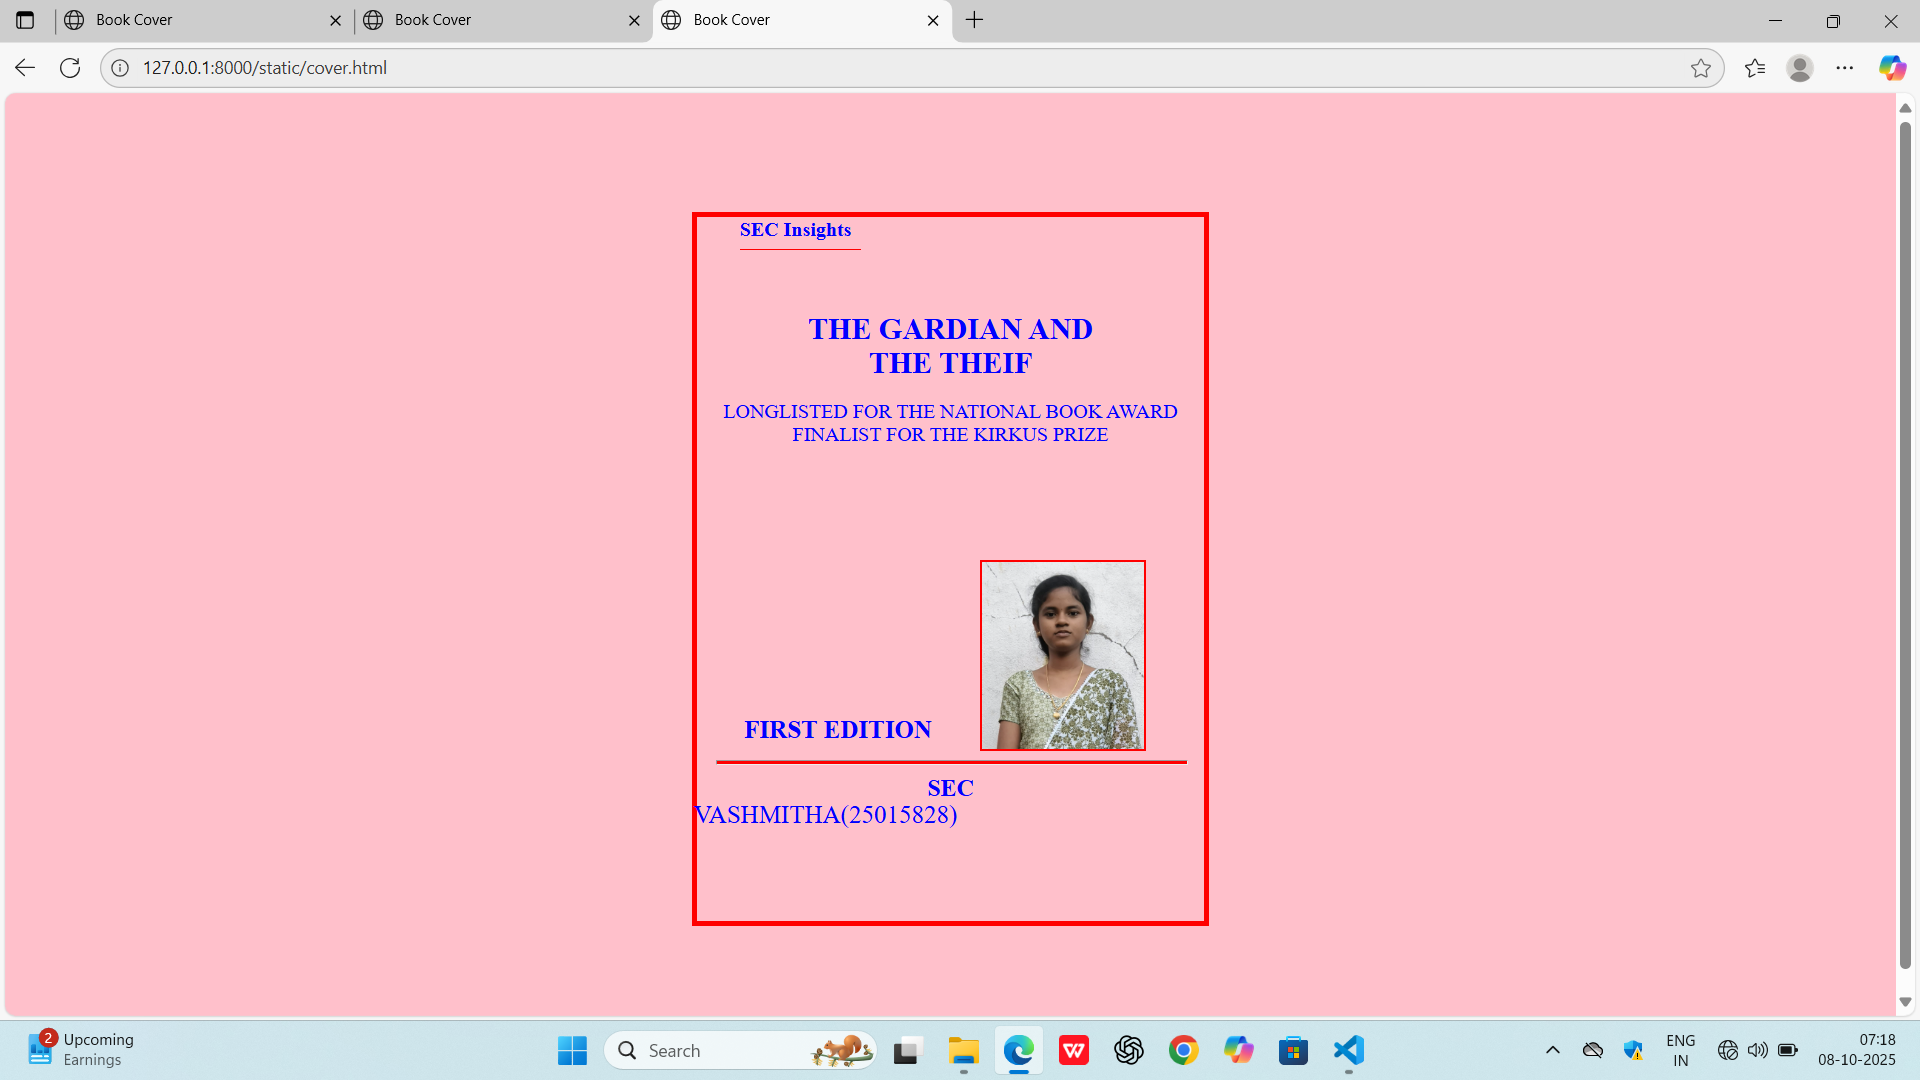 Book Cover
Book Cover
Book Cover
127.0.0.1:8000/static/cover.html
SEC Insights
THE GARDIAN AND
THE THEIF
LONGLISTED FOR THE NATIONAL BOOK AWARD
FINALIST FOR THE KIRKUS PRIZE
FIRST EDITION
SEC
VASHMITHA(25015828)
2
Upcoming
Earnings
Search
W
ENG
IN
07:18
08-10-2025